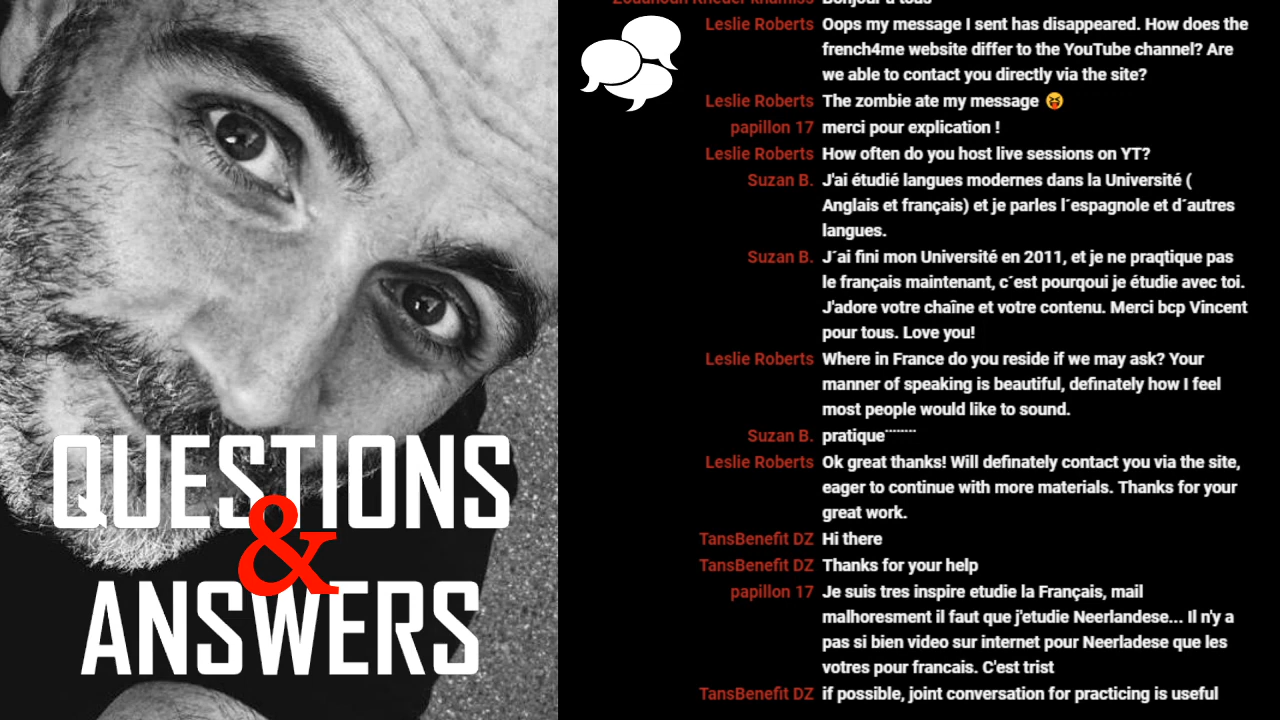 QUESTIONS
&
ANSWERS
Bonjour à tous
Leslie Roberts Oops my message I sent has disappeared. How does the
french4me website differ to the YouTube channel? Are
we able to contact you directly via the site?
Leslie Roberts The zombie ate my message 😝
papillon 17 merci pour explication !
Leslie Roberts How often do you host live sessions on YT?
Suzan B. J'ai étudié langues modernes dans la Université (
Anglais et français) et je parles l´espagnole et d´autres
langues.
Suzan B. J´ai fini mon Université en 2011, et je ne praqtique pas
le français maintenant, c´est pourqoui je étudie avec toi.
J'adore votre chaîne et votre contenu. Merci bcp Vincent
pour tous. Love you!
Leslie Roberts Where in France do you reside if we may ask? Your
manner of speaking is beautiful, definately how I feel
most people would like to sound.
Suzan B. pratique¨¨¨¨
Leslie Roberts Ok great thanks! Will definately contact you via the site,
eager to continue with more materials. Thanks for your
great work.
TansBenefit DZ Hi there
TansBenefit DZ Thanks for your help
papillon 17 Je suis tres inspire etudie la Français, mail
malhoresment il faut que j'etudie Neerlandese... Il n'y a
pas si bien video sur internet pour Neerladese que les
votres pour francais. C'est trist
TansBenefit DZ if possible, joint conversation for practicing is useful